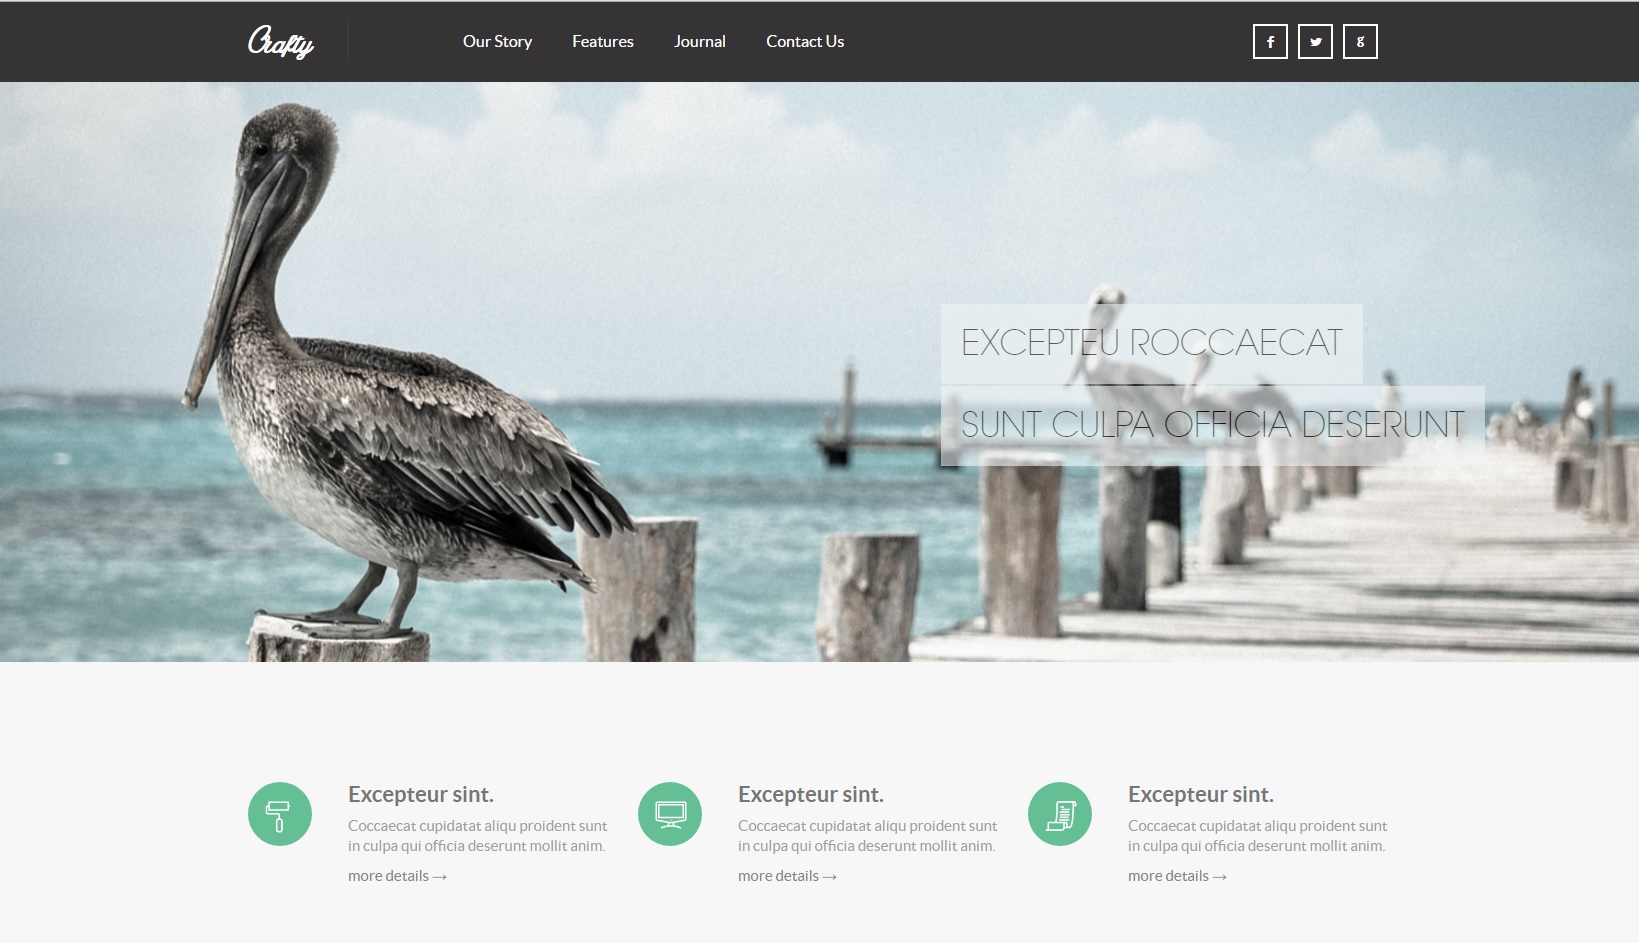 Crafty
Our Story Features Journal Contact Us
f g
EXCEPTEU ROCCAECAT
SUNT CULPA OFFICIA DESERUNT
Excepteur sint.
Coccaecat cupidatat aliqu proident sunt
in culpa qui officia deserunt mollit anim.
more details →
Excepteur sint.
Coccaecat cupidatat aliqu proident sunt
in culpa qui officia deserunt mollit anim.
more details →
Excepteur sint.
Coccaecat cupidatat aliqu proident sunt
in culpa qui officia deserunt mollit anim.
more details →